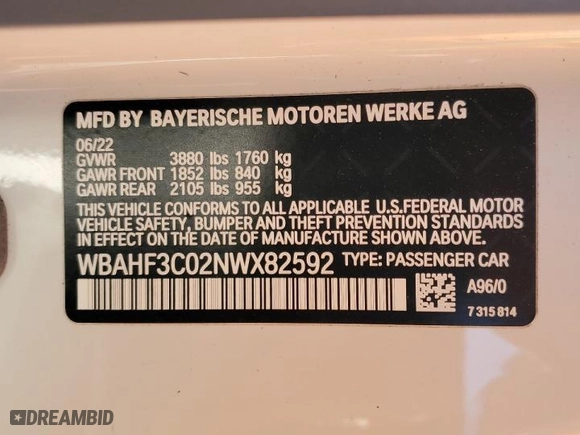 MFD BY BAYERISCHE MOTOREN WERKE AG
06/22
GVWR 3880 lbs 1760 kg
GAWR FRONT 1852 lbs 840 kg
GAWR REAR 2105 lbs 955 kg
THIS VEHICLE CONFORMS TO ALL APPLICABLE U.S.FEDERAL MOTOR
VEHICLE SAFETY, BUMPER AND THEFT PREVENTION STANDARDS
IN EFFECT ON THE DATE OF MANUFACTURE SHOWN ABOVE.
WBAHF3C02NWX82592 TYPE: PASSENGER CAR
A96/0
7 315 814
DREAMBID